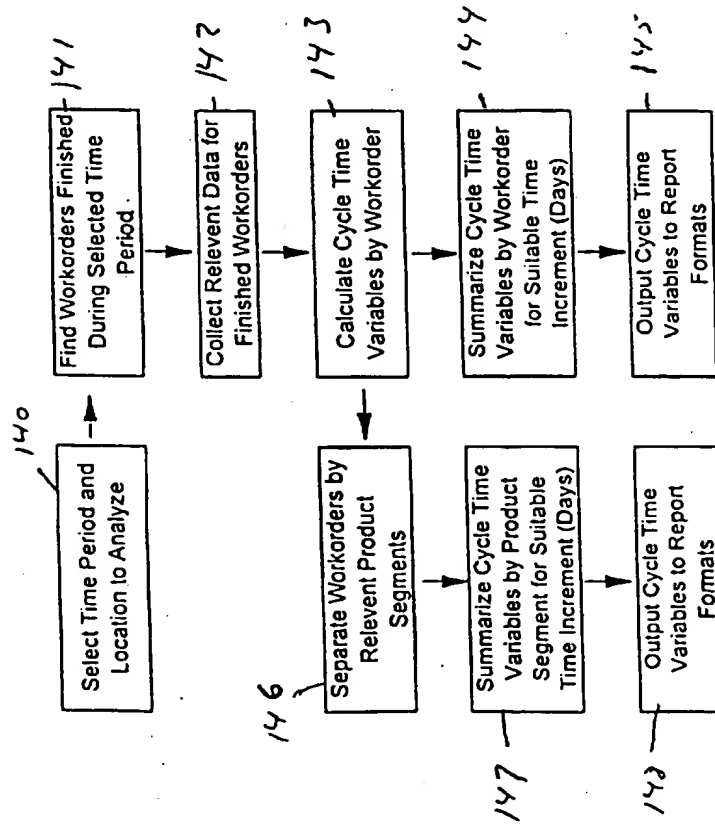 140
Select Time Period and
Location to Analyze
141
Find Workorders Finished
During Selected Time
Period.
142
Collect Relevent Data for
Finished Workorders
143
Calculate Cycle Time
Variables by Workorder
144
Summarize Cycle Time
Variables by Workorder
for Suitable Time
Increment (Days)
145
Output Cycle Time
Variables to Report
Formats
146
Separate Workorders by
Relevent Product
Segments
147
Summarize Cycle Time
Variables by Product
Segment for Suitable
Time Increment (Days)
148
Output Cycle Time
Variables to Report
Formats